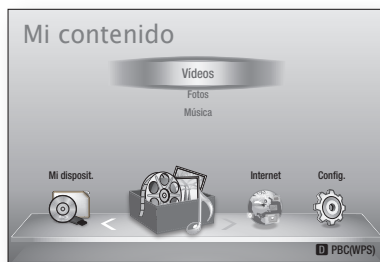 Mi contenido
Vídeos
Fotos
Música
Mi disposit.
Internet
Config.
D PBC(WPS)